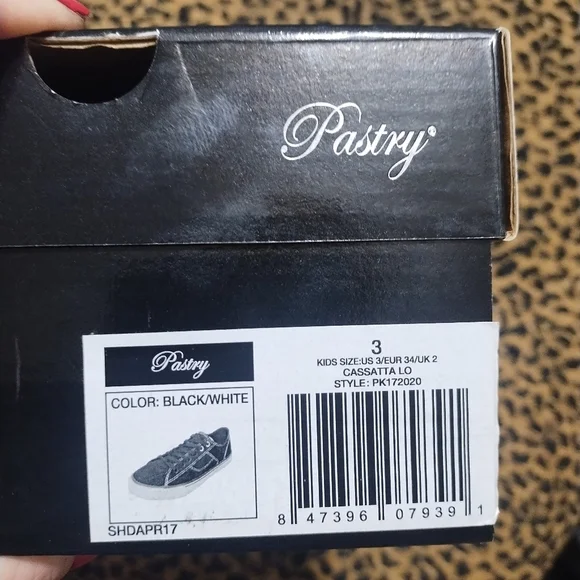 Pastry
Pastry
COLOR: BLACK/WHITE
SHDAPR17
3
KIDS SIZE:US 3/EUR 34/UK 2
CASSATTA LO
STYLE: PK172020
8 47396 07939 1